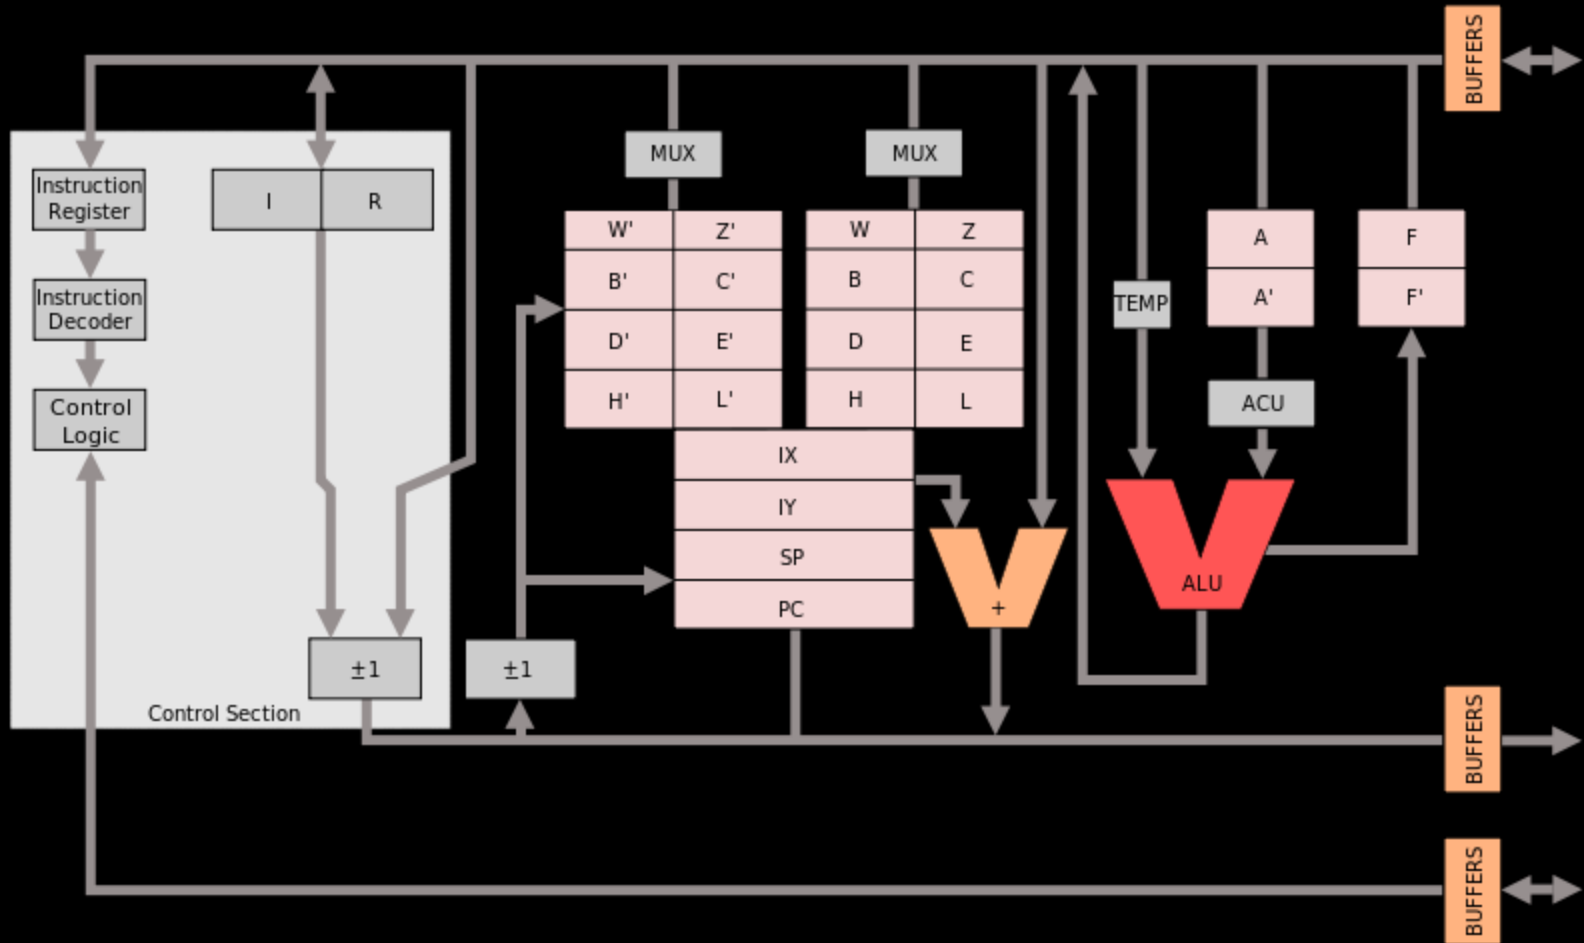 BUFFERS
MUX
MUX
Instruction
Register
I
R
W'
Z'
W
Z
A
F
B'
C'
B
C
Instruction
Decoder
TEMP
A'
F'
D'
E'
D
E
Control
Logic
H'
L'
H
L
ACU
IX
IY
SP
PC
+
ALU
±1
±1
Control Section
BUFFERS
BUFFERS